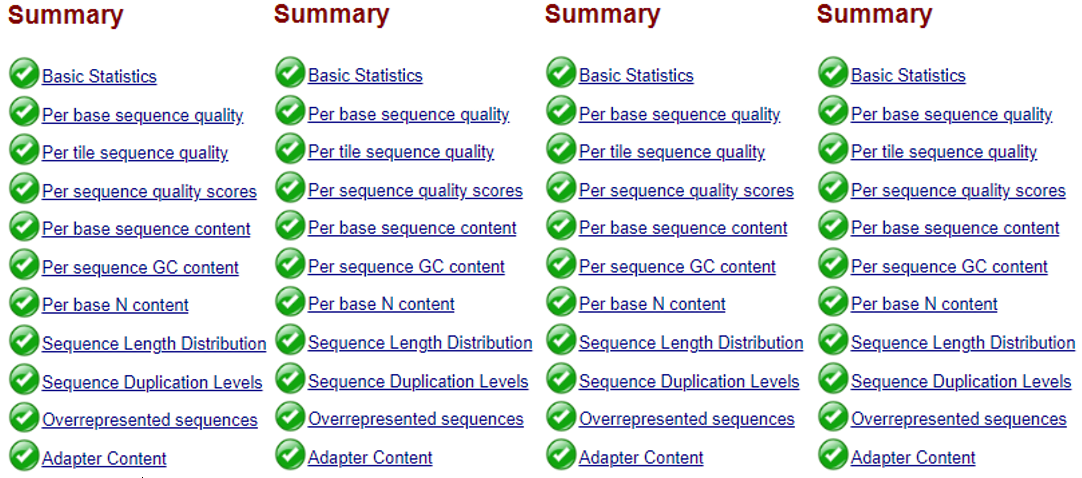 Summary
Basic Statistics
Per base sequence quality
Per tile sequence quality
Per sequence quality scores
Per base sequence content
Per sequence GC content
Per base N content
Sequence Length Distribution
Sequence Duplication Levels
Overrepresented sequences
Adapter Content
Summary
Basic Statistics
Per base sequence quality
Per tile sequence quality
Per sequence quality scores
Per base sequence content
Per sequence GC content
Per base N content
Sequence Length Distribution
Sequence Duplication Levels
Overrepresented sequences
Adapter Content
Summary
Basic Statistics
Per base sequence quality
Per tile sequence quality
Per sequence quality scores
Per base sequence content
Per sequence GC content
Per base N content
Sequence Length Distribution
Sequence Duplication Levels
Overrepresented sequences
Adapter Content
Summary
Basic Statistics
Per base sequence quality
Per tile sequence quality
Per sequence quality scores
Per base sequence content
Per sequence GC content
Per base N content
Sequence Length Distribution
Sequence Duplication Levels
Overrepresented sequences
Adapter Content